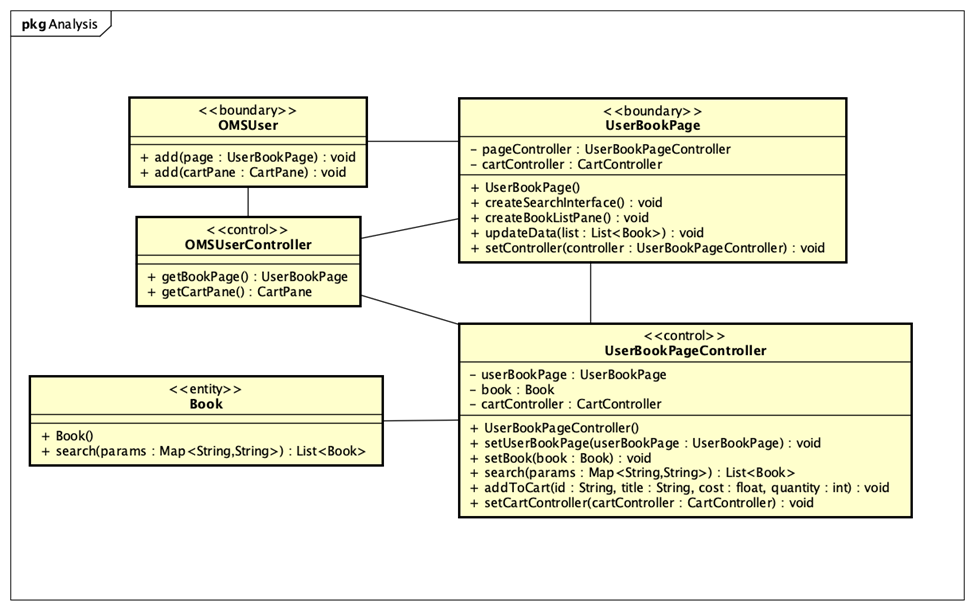 pkg Analysis
<<boundary>>
OMSUser
+ add(page : UserBookPage) : void
+ add(cartPane : CartPane) : void
<<boundary>>
UserBookPage
- pageController : UserBookPageController
- cartController : CartController
+ UserBookPage()
+ createSearchInterface() : void
+ createBookListPane() : void
+ updateData(list : List<Book>) : void
+ setController(controller : UserBookPageController) : void
<<control>>
OMSUserController
+ getBookPage() : UserBookPage
+ getCartPane() : CartPane
<<control>>
UserBookPageController
- userBookPage : UserBookPage
- book : Book
- cartController : CartController
+ UserBookPageController()
+ setUserBookPage(userBookPage : UserBookPage) : void
+ setBook(book : Book) : void
+ search(params : Map<String,String>) : List<Book>
+ addToCart(id : String, title : String, cost : float, quantity : int) : void
+ setCartController(cartController : CartController) : void
<<entity>>
Book
+ Book()
+ search(params : Map<String,String>) : List<Book>